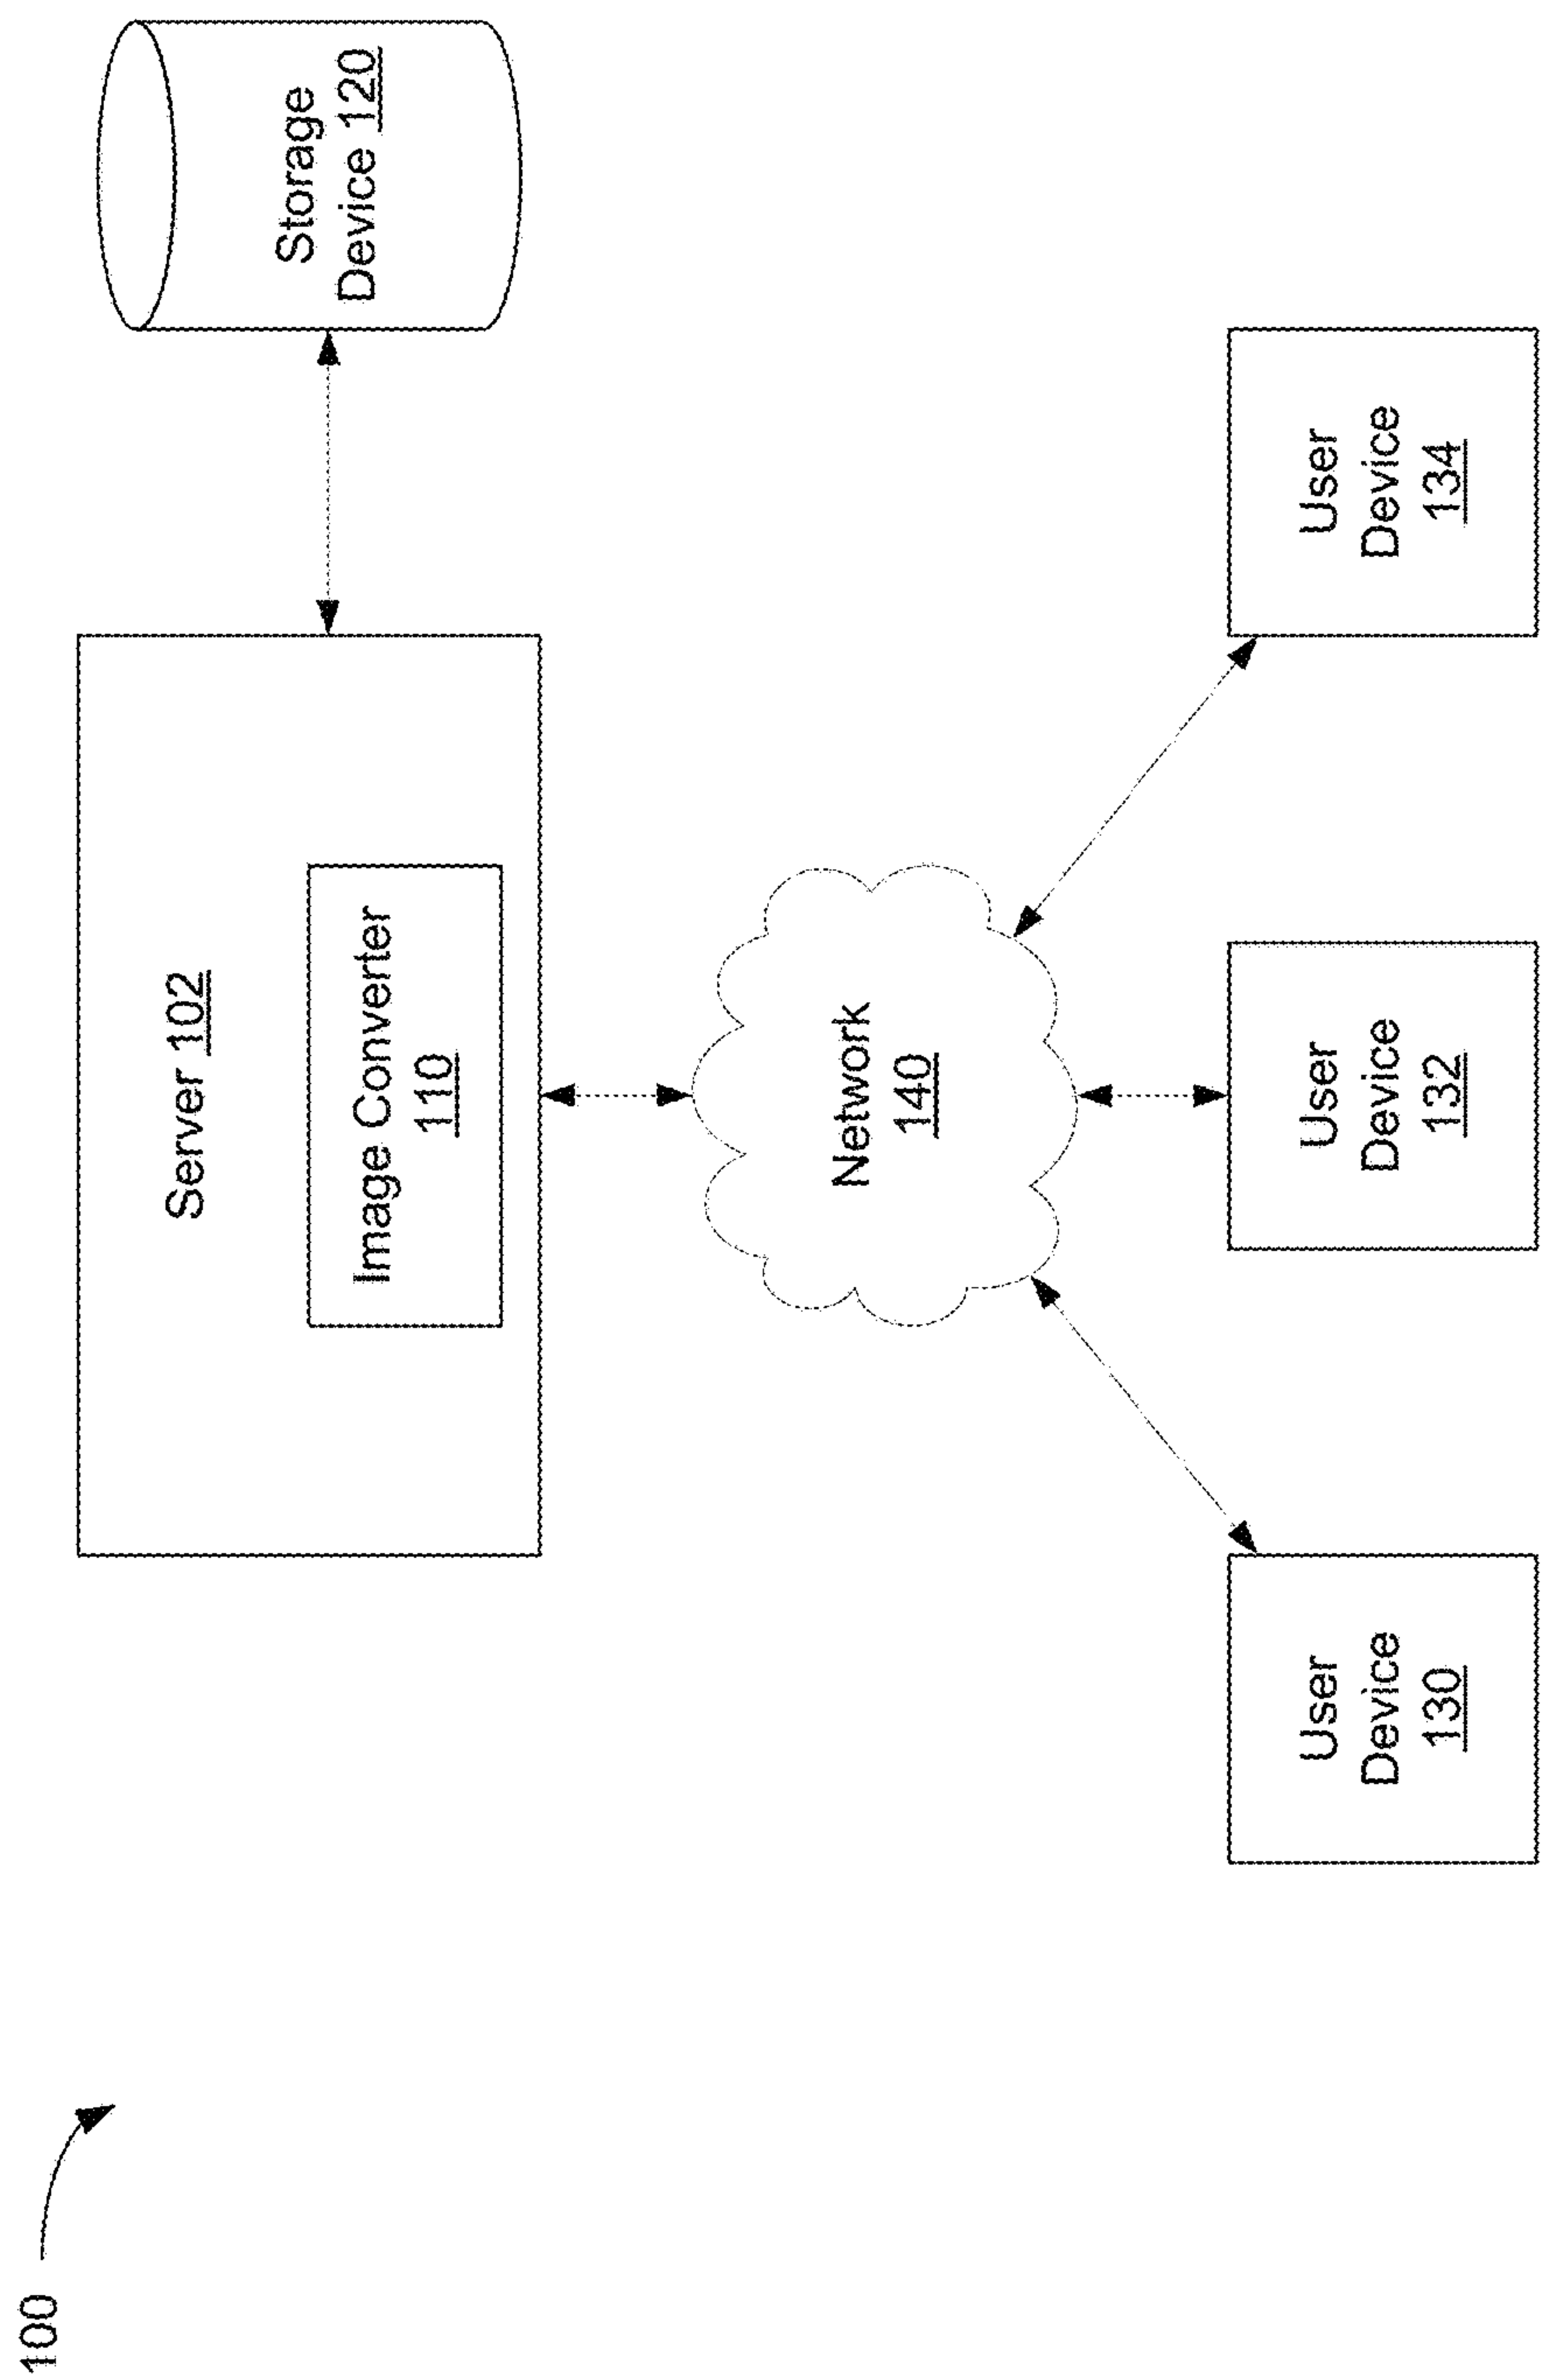 100
Server 102
Image Converter
110
Storage
Device 120
Network
140
User
Device
130
User
Device
132
User
Device
134